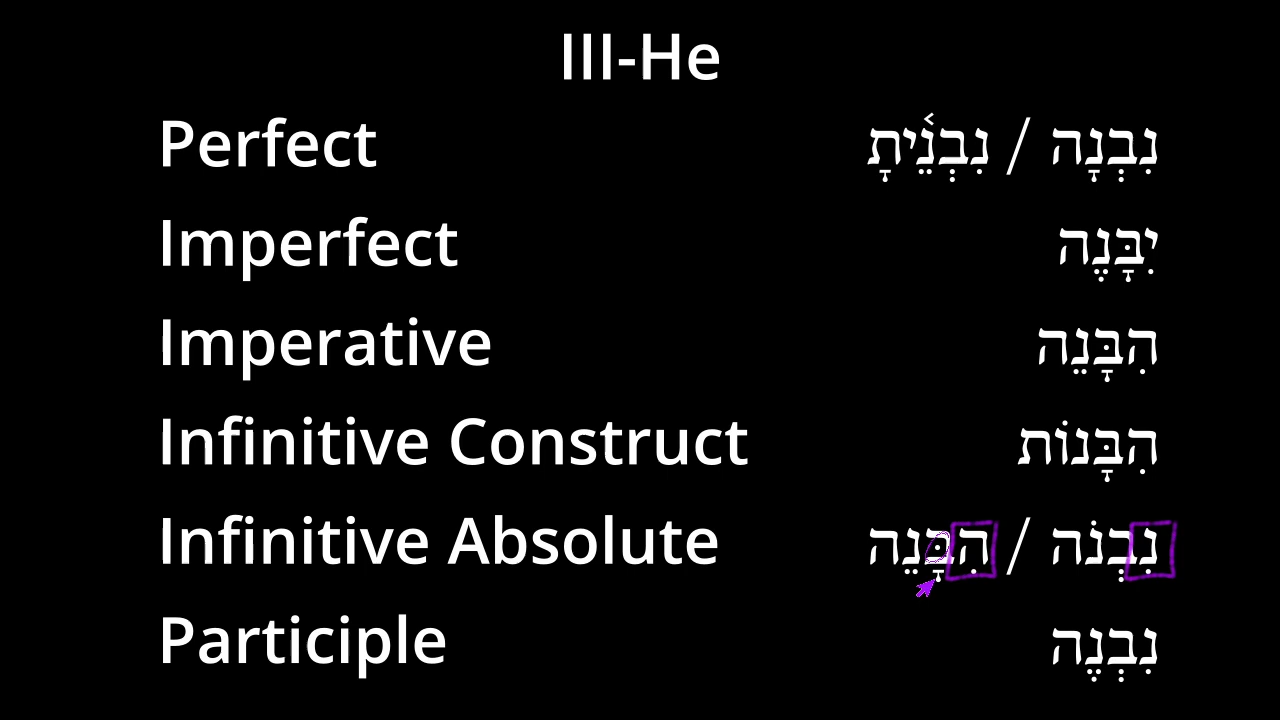 III-He
Perfect נִבְנָה / נִבְנֵ֫יתָ
Imperfect יִבָּנֶה
Imperative הִבָּנֵה
Infinitive Construct הִבָּנוֹת
Infinitive Absolute נִבְנֹה / הִבָּנֵה
Participle נִבְנֶה